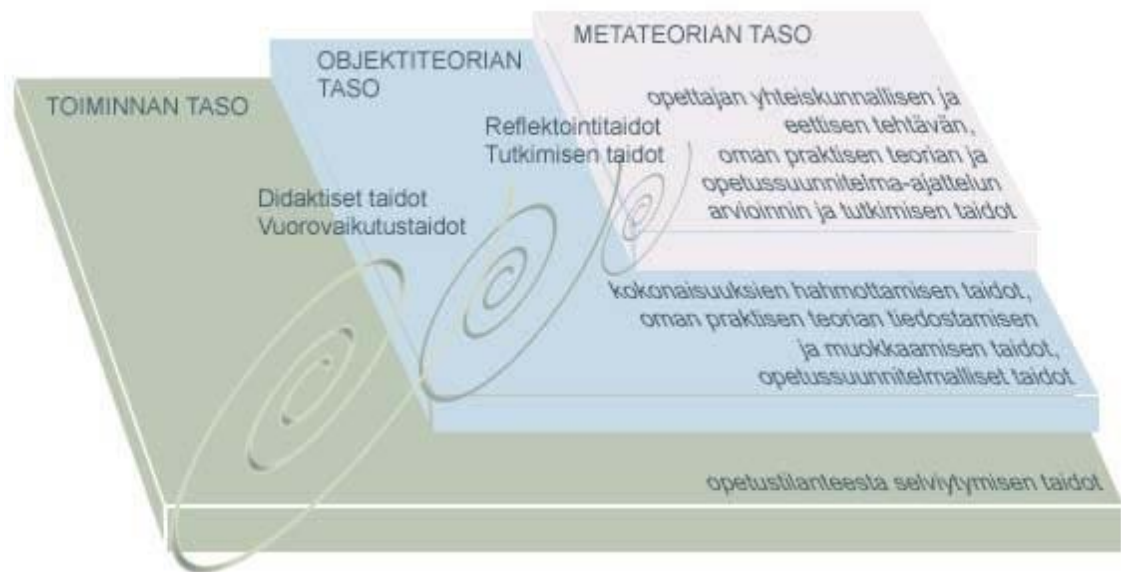 METATEORIAN TASO
opettajan yhteiskunnallisen ja
eettisen tehtävän,
oman praktisen teorian ja
opetussuunnitelma-ajattelun
arvioinnin ja tutkimisen taidot
OBJEKTITEORIAN
TASO
Reflektointitaidot
Tutkimisen taidot
kokonaisuuksien hahmottamisen taidot,
oman praktisen teorian tiedostamisen
ja muokkaamisen taidot,
opetussuunnitelmalliset taidot
TOIMINNAN TASO
Didaktiset taidot
Vuorovaikutustaidot
opetustilanteesta selviytymisen taidot